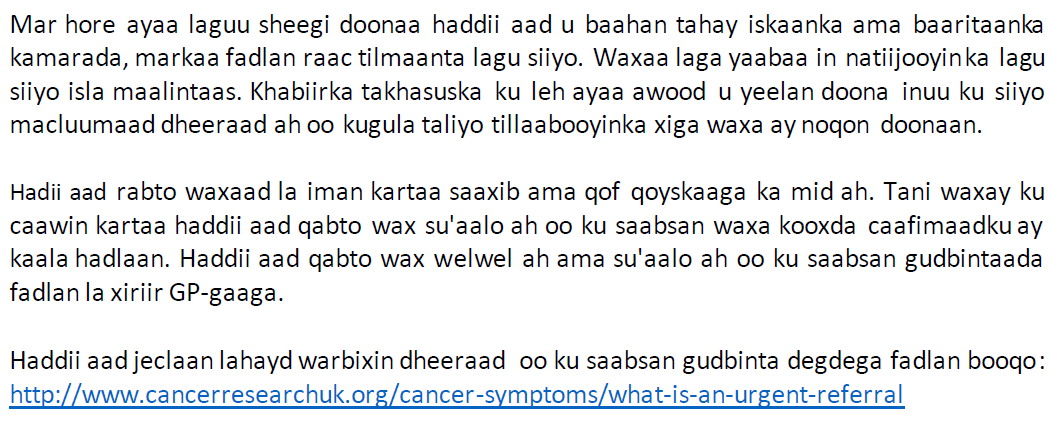 Mar hore ayaa laguu sheegi doonaa haddii aad u baahan tahay iskaanka ama baaritaanka
kamarada, markaa fadlan raac tilmaanta lagu siiyo. Waxaa laga yaabaa in natiijooyinka lagu
siiyo isla maalintaas. Khabiirka takhasuska ku leh ayaa awood u yeelan doona inuu ku siiyo
macluumaad dheeraad ah oo kugula taliyo tillaabooyinka xiga waxa ay noqon doonaan.
Hadii aad rabto waxaad la iman kartaa saaxib ama qof qoyskaaga ka mid ah. Tani waxay ku
caawin kartaa haddii aad qabto wax su'aalo ah oo ku saabsan waxa kooxda caafimaadku ay
kaala hadlaan. Haddii aad qabto wax welwel ah ama su'aalo ah oo ku saabsan gudbintaada
fadlan la xiriir GP-gaaga.
Haddii aad jeclaan lahayd warbixin dheeraad oo ku saabsan gudbinta degdega fadlan booqo:
http://www.cancerresearchuk.org/cancer-symptoms/what-is-an-urgent-referral